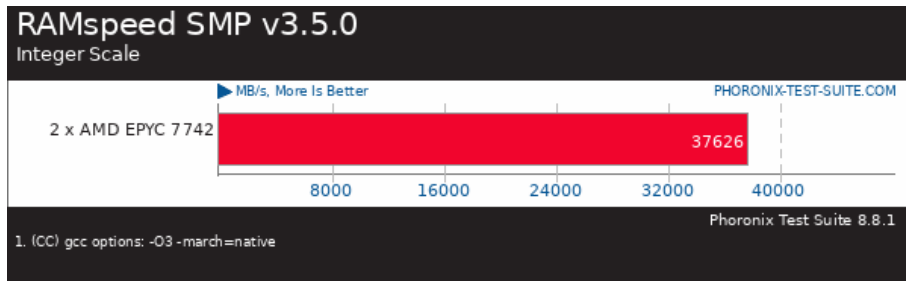 RAMspeed SMP v3.5.0
Integer Scale
MB/s, More Is Better PHORONIX-TEST-SUITE.COM
2 x AMD EPYC 7742 37626
8000 16000 24000 32000 40000
Phoronix Test Suite 8.8.1
1. (CC) gcc options: -O3 -march=native